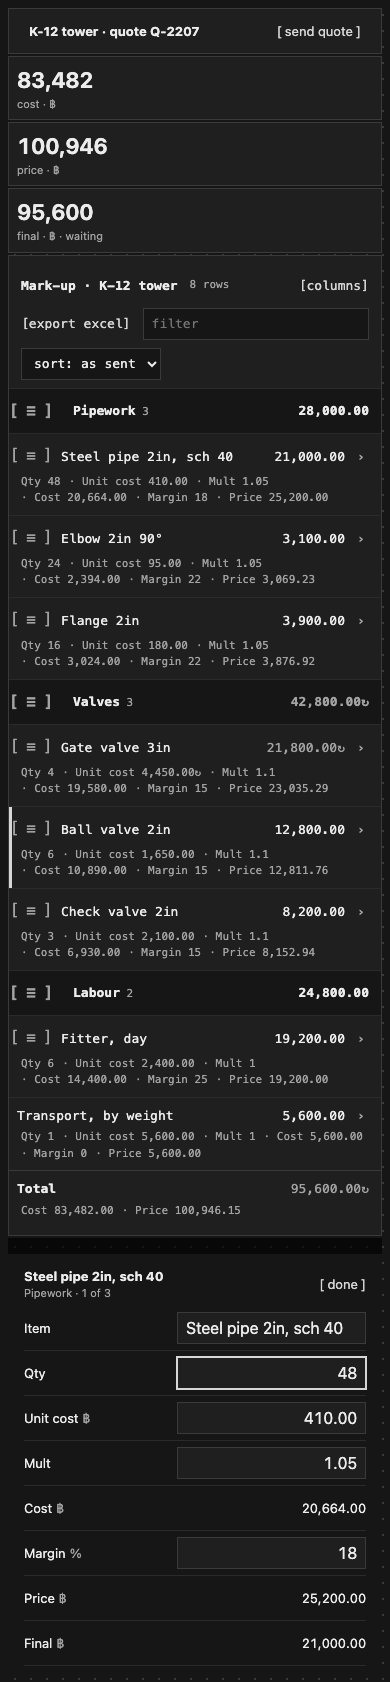 K-12 tower · quote Q-2207 [ send quote ]
83,482
cost · ฿
100,946
price · ฿
95,600
final · ฿ · waiting
Mark-up · K-12 tower 8 rows [columns]
[export excel] filter
sort: as sent
[ ≡ ] Pipework 3 28,000.00
[ ≡ ] Steel pipe 2in, sch 40 21,000.00 ›
Qty 48 · Unit cost 410.00 · Mult 1.05
· Cost 20,664.00 · Margin 18 · Price 25,200.00
[ ≡ ] Elbow 2in 90° 3,100.00 ›
Qty 24 · Unit cost 95.00 · Mult 1.05
· Cost 2,394.00 · Margin 22 · Price 3,069.23
[ ≡ ] Flange 2in 3,900.00 ›
Qty 16 · Unit cost 180.00 · Mult 1.05
· Cost 3,024.00 · Margin 22 · Price 3,876.92
[ ≡ ] Valves 3 42,800.00↻
[ ≡ ] Gate valve 3in 21,800.00↻ ›
Qty 4 · Unit cost 4,450.00↻ · Mult 1.1
· Cost 19,580.00 · Margin 15 · Price 23,035.29
[ ≡ ] Ball valve 2in 12,800.00 ›
Qty 6 · Unit cost 1,650.00 · Mult 1.1
· Cost 10,890.00 · Margin 15 · Price 12,811.76
[ ≡ ] Check valve 2in 8,200.00 ›
Qty 3 · Unit cost 2,100.00 · Mult 1.1
· Cost 6,930.00 · Margin 15 · Price 8,152.94
[ ≡ ] Labour 2 24,800.00
[ ≡ ] Fitter, day 19,200.00 ›
Qty 6 · Unit cost 2,400.00 · Mult 1
· Cost 14,400.00 · Margin 25 · Price 19,200.00
Transport, by weight 5,600.00 ›
Qty 1 · Unit cost 5,600.00 · Mult 1 · Cost 5,600.00
· Margin 0 · Price 5,600.00
Total 95,600.00↻
Cost 83,482.00 · Price 100,946.15
Steel pipe 2in, sch 40 [ done ]
Pipework · 1 of 3
Item Steel pipe 2in, sch 40
Qty 48
Unit cost ฿ 410.00
Mult 1.05
Cost ฿ 20,664.00
Margin % 18
Price ฿ 25,200.00
Final ฿ 21,000.00